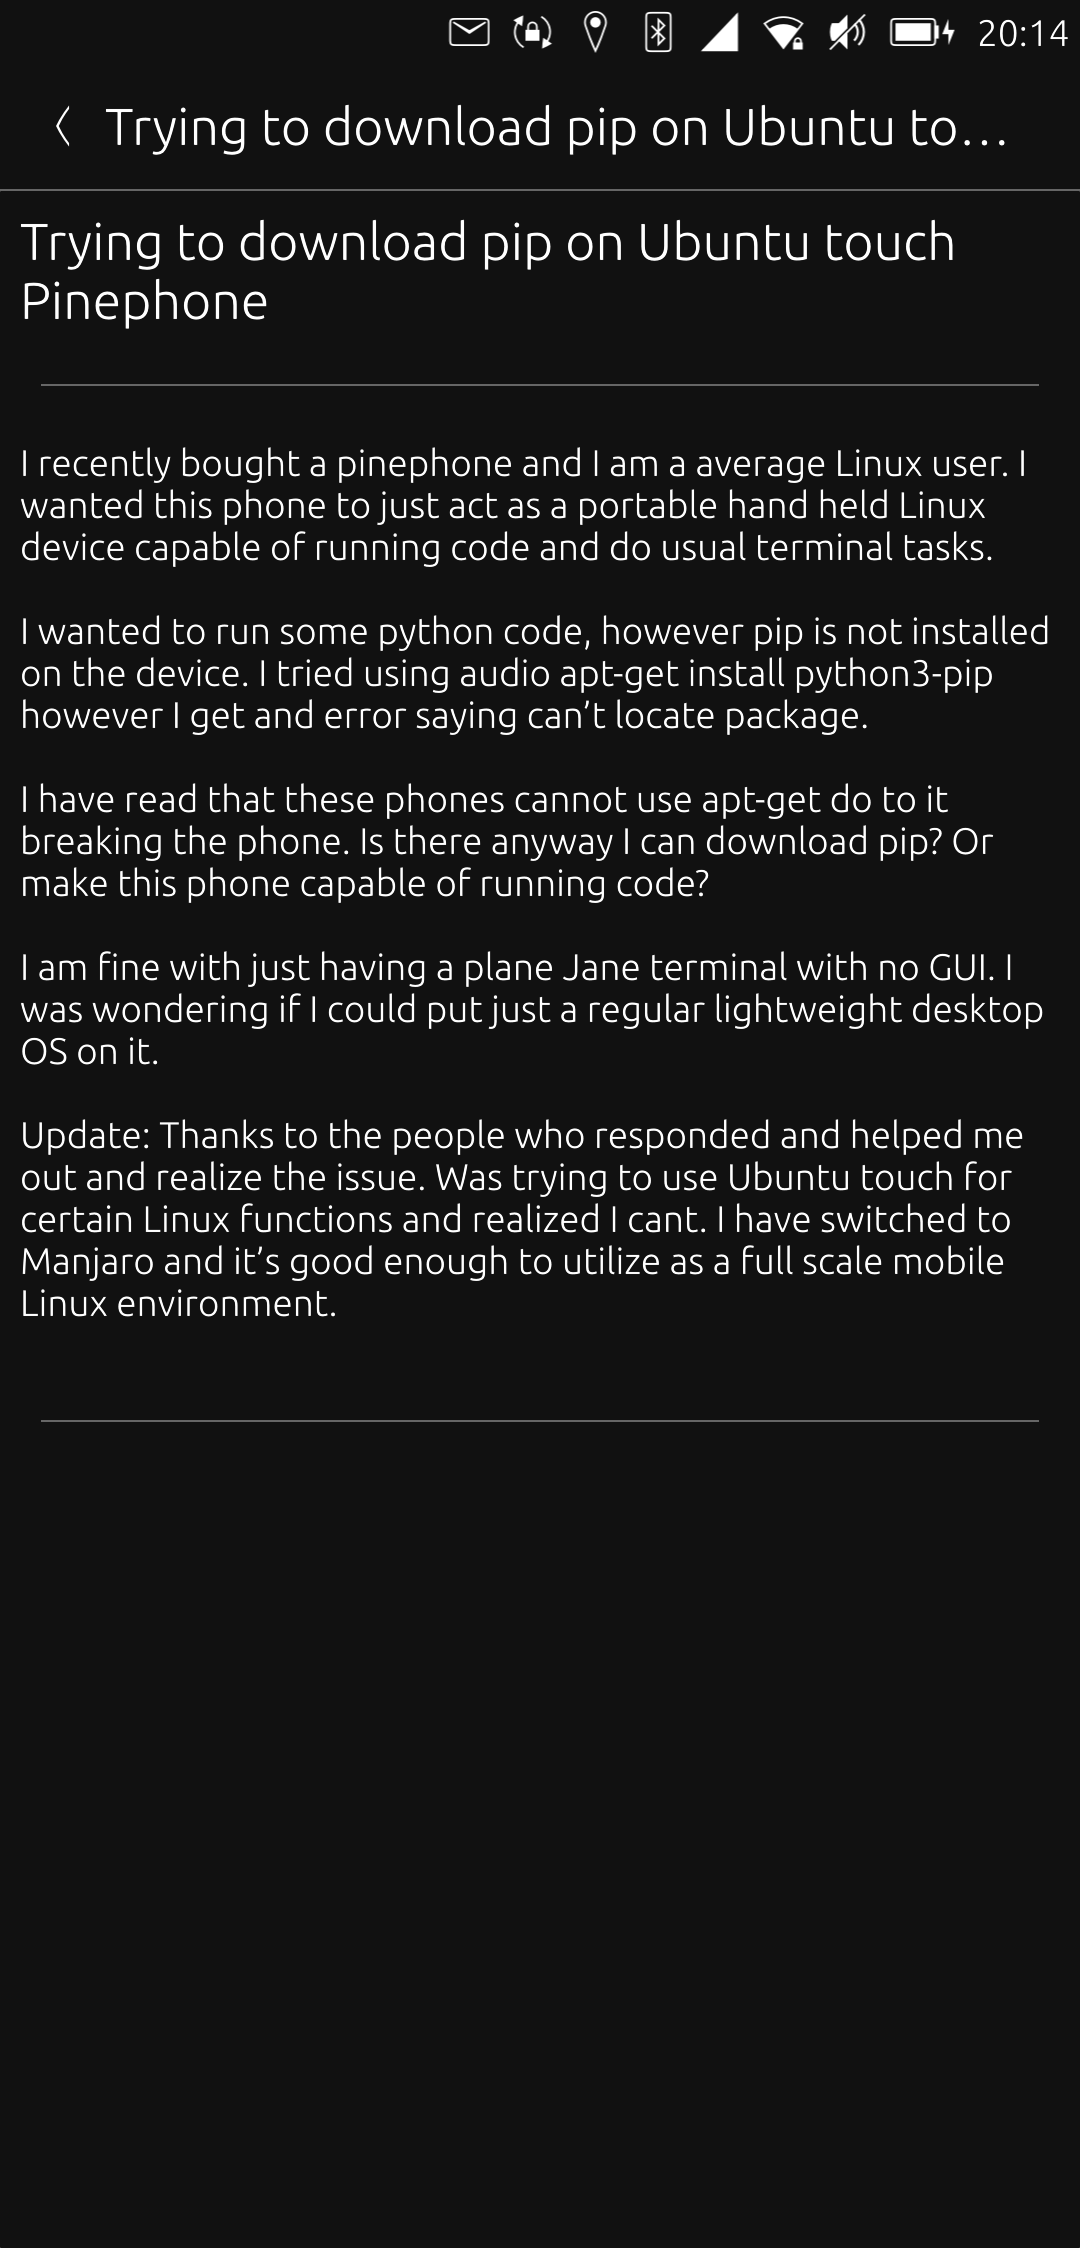 20:14
Trying to download pip on Ubuntu to...
Trying to download pip on Ubuntu touch
Pinephone
I recently bought a pinephone and I am a average Linux user. I
wanted this phone to just act as a portable hand held Linux
device capable of running code and do usual terminal tasks.
I wanted to run some python code, however pip is not installed
on the device. I tried using audio apt-get install python3-pip
however I get and error saying can’t locate package.
I have read that these phones cannot use apt-get do to it
breaking the phone. Is there anyway I can download pip? Or
make this phone capable of running code?
I am fine with just having a plane Jane terminal with no GUI. I
was wondering if I could put just a regular lightweight desktop
OS on it.
Update: Thanks to the people who responded and helped me
out and realize the issue. Was trying to use Ubuntu touch for
certain Linux functions and realized I cant. I have switched to
Manjaro and it’s good enough to utilize as a full scale mobile
Linux environment.